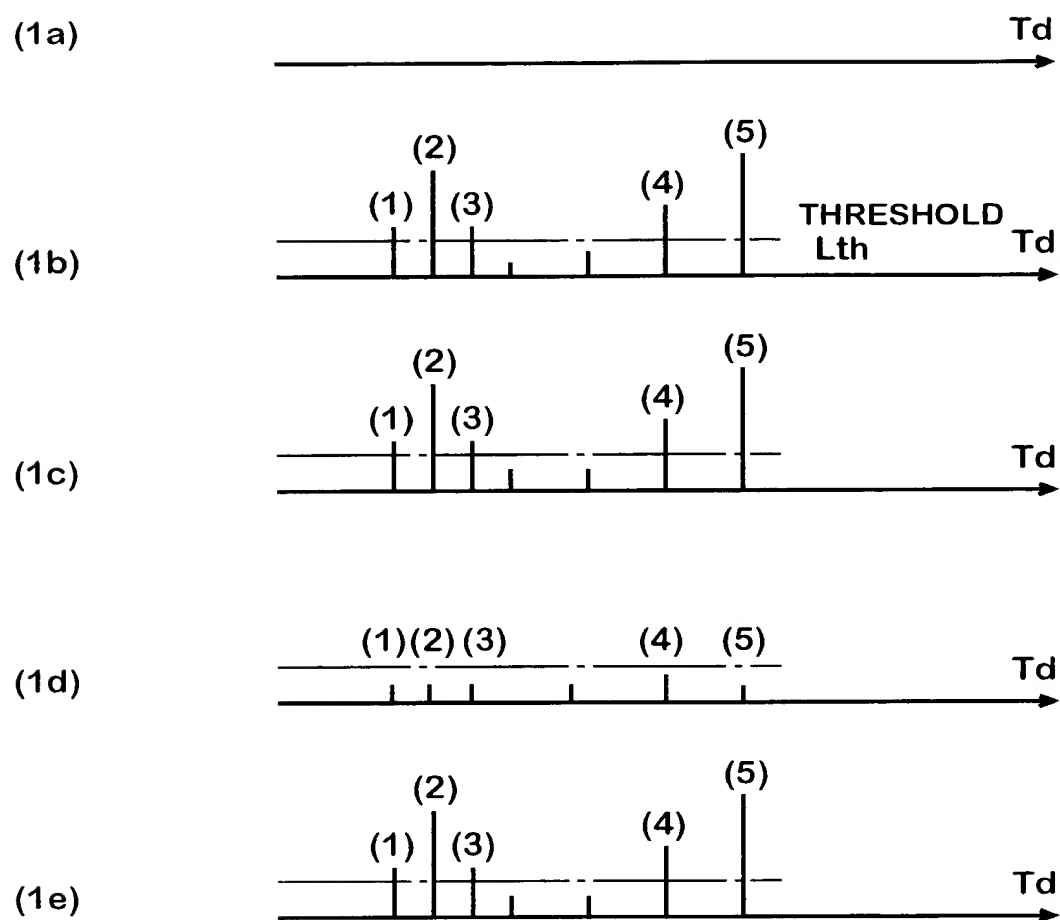 (1a) Td
(5)
(2)
(1) (3) (4)
THRESHOLD
(1b) Lth Td
(5)
(2)
(1) (3) (4)
(1c) Td
(1) (2) (3) (4) (5)
(1d) Td
(5)
(2)
(1) (3) (4)
(1e) Td